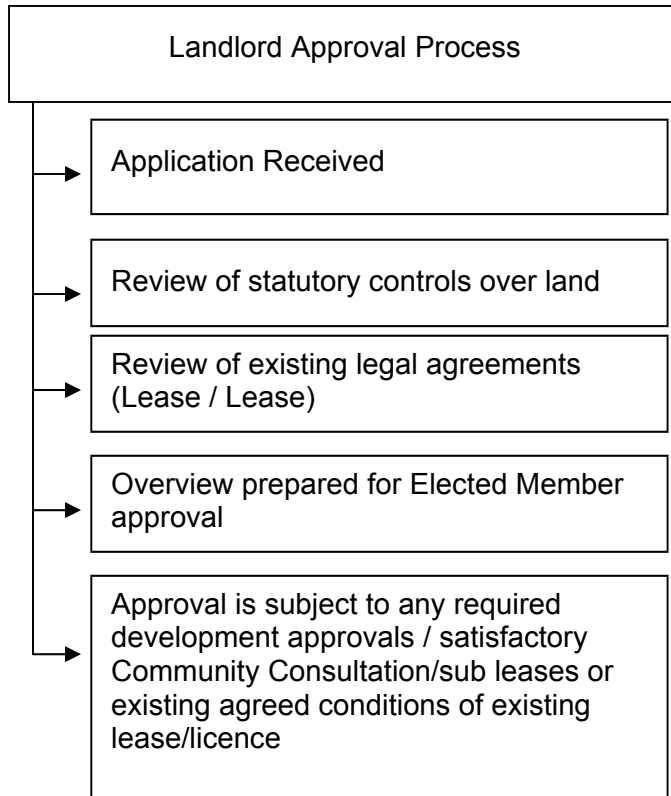 Landlord Approval Process
Application Received
Review of statutory controls over land
Review of existing legal agreements
(Lease / Lease)
Overview prepared for Elected Member
approval
Approval is subject to any required
development approvals / satisfactory
Community Consultation/sub leases or
existing agreed conditions of existing
lease/licence